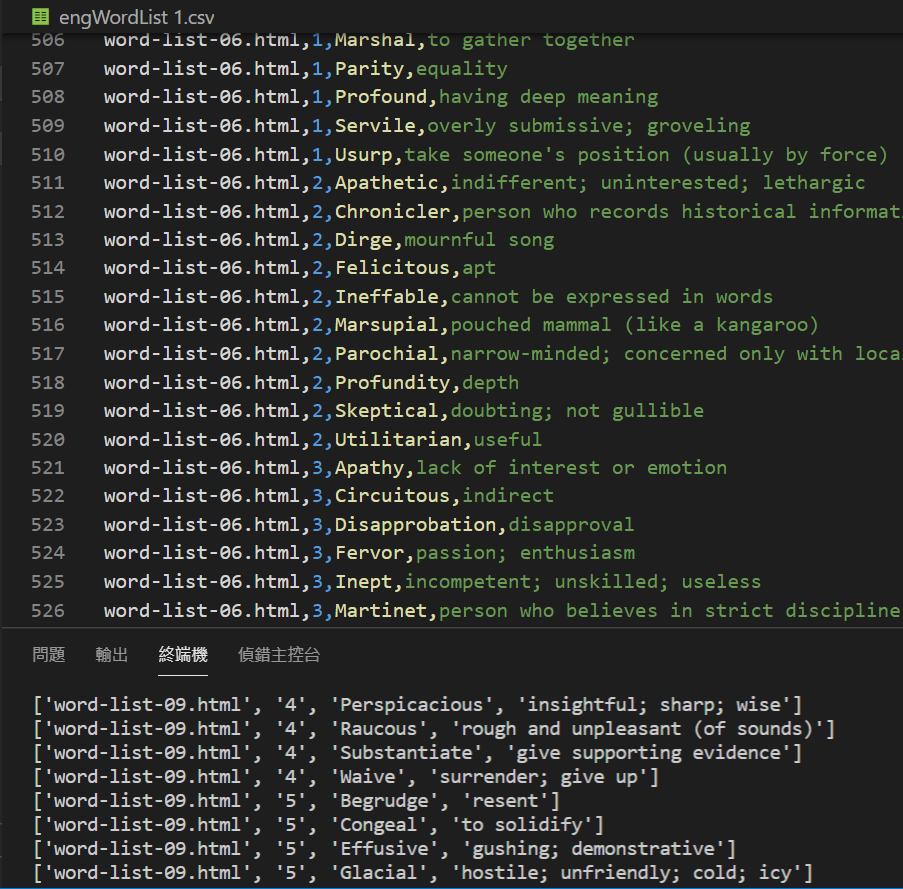 engWordList 1.csv
506 word-list-06.html,1,Marshal,to gather together
507 word-list-06.html,1,Parity,equality
508 word-list-06.html,1,Profound,having deep meaning
509 word-list-06.html,1,Servile,overly submissive; groveling
510 word-list-06.html,1,Usurp,take someone's position (usually by force)
511 word-list-06.html,2,Apathetic,indifferent; uninterested; lethargic
512 word-list-06.html,2,Chronicler,person who records historical informat
513 word-list-06.html,2,Dirge,mournful song
514 word-list-06.html,2,Felicitous,apt
515 word-list-06.html,2,Ineffable,cannot be expressed in words
516 word-list-06.html,2,Marsupial,pouched mammal (like a kangaroo)
517 word-list-06.html,2,Parochial,narrow-minded; concerned only with loca
518 word-list-06.html,2,Profundity,depth
519 word-list-06.html,2,Skeptical,doubting; not gullible
520 word-list-06.html,2,Utilitarian,useful
521 word-list-06.html,3,Apathy,lack of interest or emotion
522 word-list-06.html,3,Circuitous,indirect
523 word-list-06.html,3,Disapprobation,disapproval
524 word-list-06.html,3,Fervor,passion; enthusiasm
525 word-list-06.html,3,Inept,incompetent; unskilled; useless
526 word-list-06.html,3,Martinet,person who believes in strict discipline
問題 輸出 終端機 偵錯主控台
['word-list-09.html', '4', 'Perspicacious', 'insightful; sharp; wise']
['word-list-09.html', '4', 'Raucous', 'rough and unpleasant (of sounds)']
['word-list-09.html', '4', 'Substantiate', 'give supporting evidence']
['word-list-09.html', '4', 'Waive', 'surrender; give up']
['word-list-09.html', '5', 'Begrudge', 'resent']
['word-list-09.html', '5', 'Congeal', 'to solidify']
['word-list-09.html', '5', 'Effusive', 'gushing; demonstrative']
['word-list-09.html', '5', 'Glacial', 'hostile; unfriendly; cold; icy']